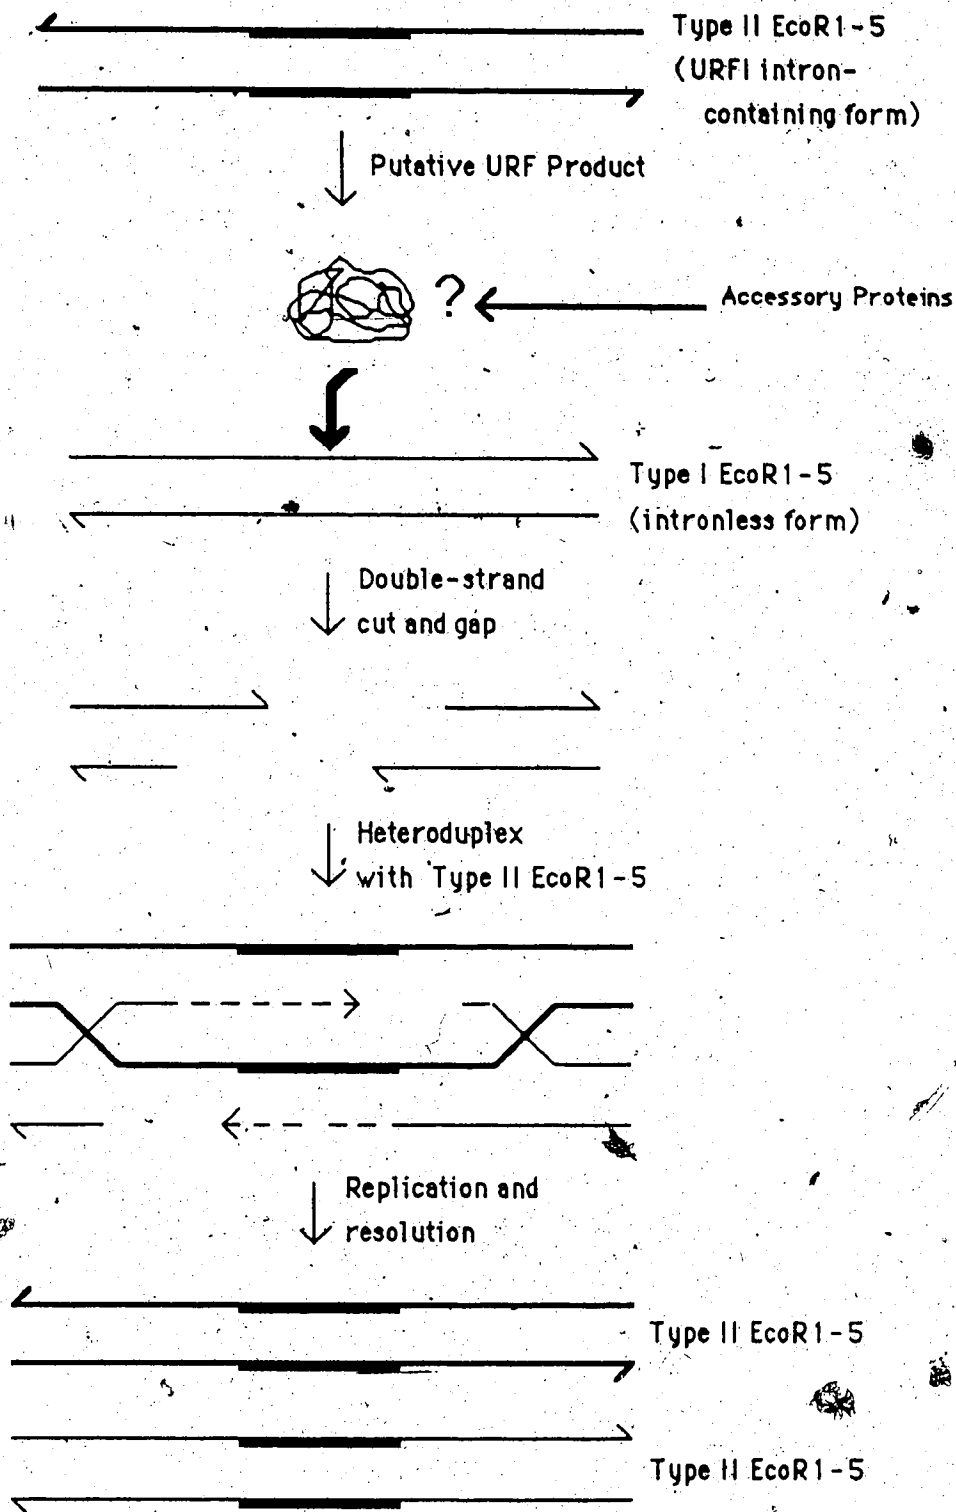 Type II EcoR1-5
(URFI intron-
containing form)
Putative URF Product
?
Accessory Proteins
Type I EcoR1-5
(intronless form)
Double-strand
cut and gap
Heteroduplex
with Type II EcoR1-5
Replication and
resolution
Type II EcoR1-5
Type II EcoR1-5